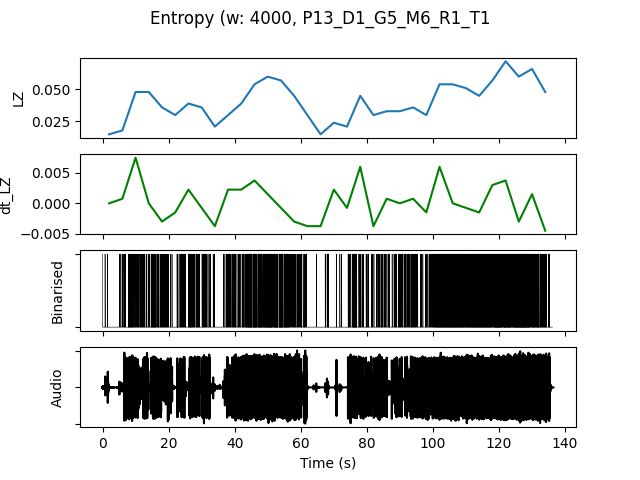 Entropy (w: 4000, P13_D1_G5_M6_R1_T1
LZ
0.050
0.025
dt_LZ
0.005
0.000
−0.005
Binarised
Audio
0 20 40 60 80 100 120 140
Time (s)